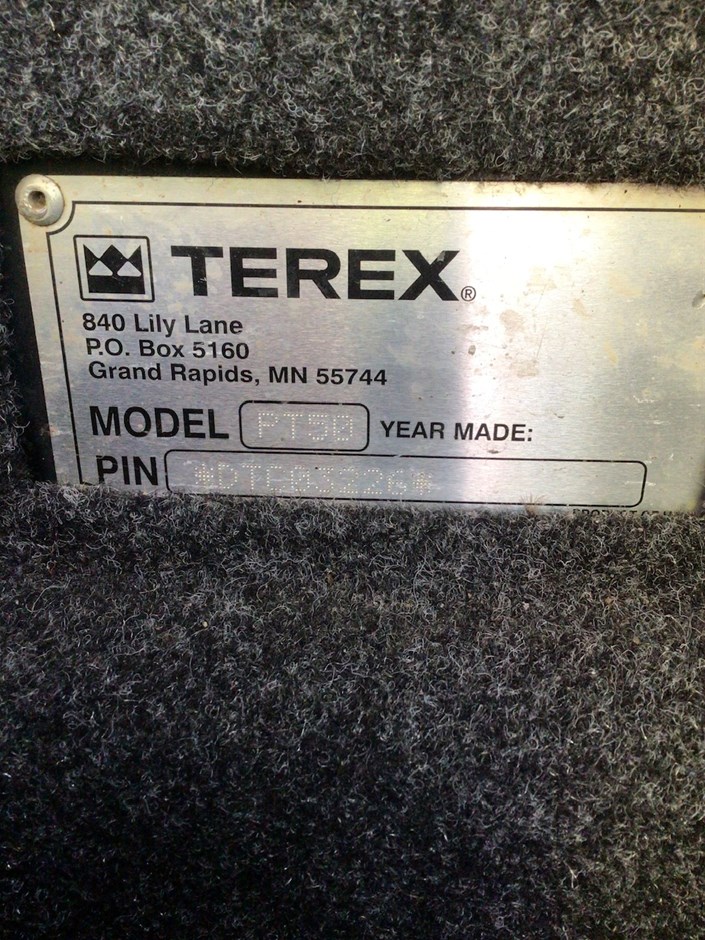 TEREX®
840 Lily Lane
P.O. Box 5160
Grand Rapids, MN 55744
MODEL PT50 YEAR MADE:
PIN